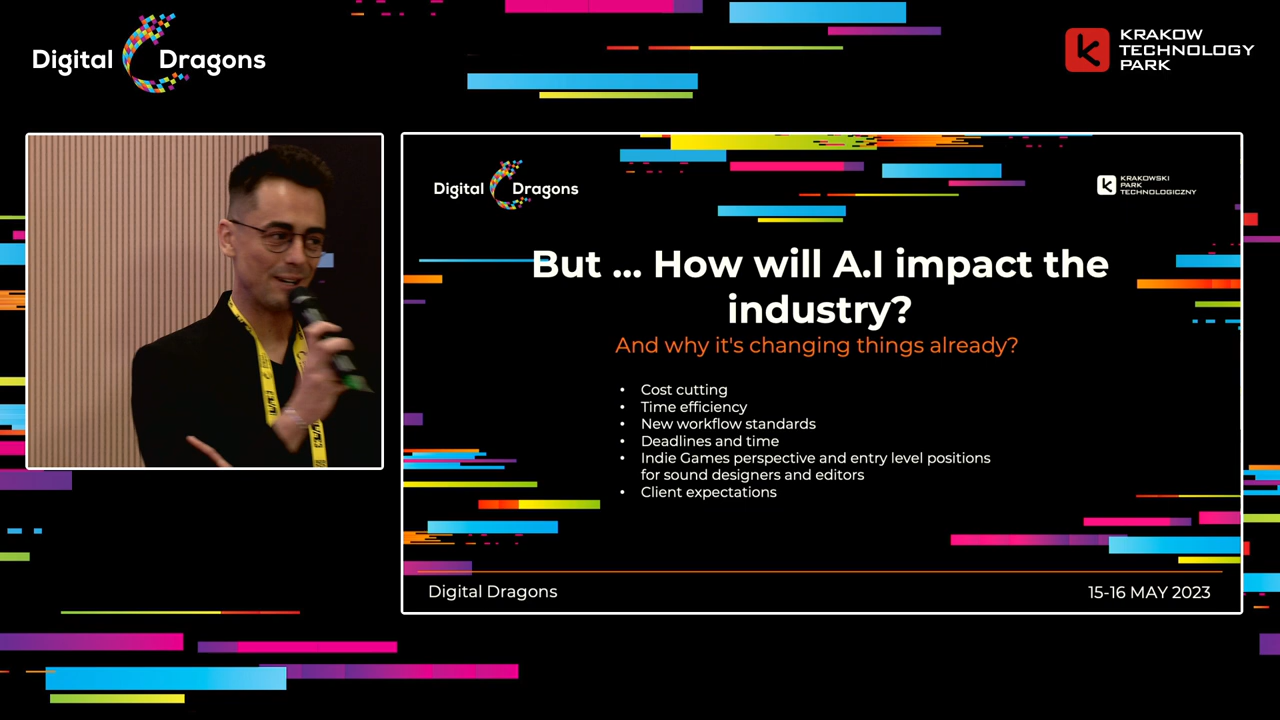 Digital Dragons
KRAKOW
TECHNOLOGY
PARK
Digital Dragons
KRAKOWSKI
PARK
TECHNOLOGICZNY
But ... How will A.I impact the
industry?
And why it's changing things already?
• Cost cutting
• Time efficiency
• New workflow standards
• Deadlines and time
• Indie Games perspective and entry level positions
for sound designers and editors
• Client expectations
Digital Dragons
15-16 MAY 2023